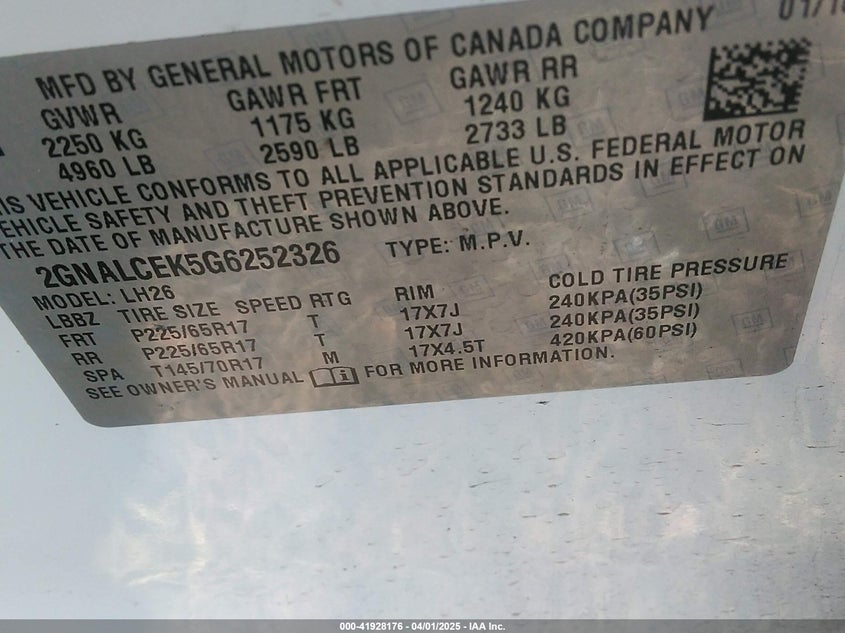 MFD BY GENERAL MOTORS OF CANADA COMPANY
GVWR GAWR FRT GAWR RR
2250 KG 1175 KG 1240 KG
4960 LB 2590 LB 2733 LB
VEHICLE CONFORMS TO ALL APPLICABLE U.S. FEDERAL MOTOR
VEHICLE SAFETY AND THEFT PREVENTION STANDARDS IN EFFECT ON
THE DATE OF MANUFACTURE SHOWN ABOVE.
2GNALCEK5G6252326 TYPE: M.P.V.
MODEL: LH26
LBBZ TIRE SIZE SPEED RTG RIM COLD TIRE PRESSURE
FRT P225/65R17 T 17X7J 240KPA(35PSI)
RR P225/65R17 T 17X7J 240KPA(35PSI)
SPA T145/70R17 M 17X4.5T 420KPA(60PSI)
SEE OWNER'S MANUAL FOR MORE INFORMATION.
000-41928176 - 04/01/2025 - IAA Inc.